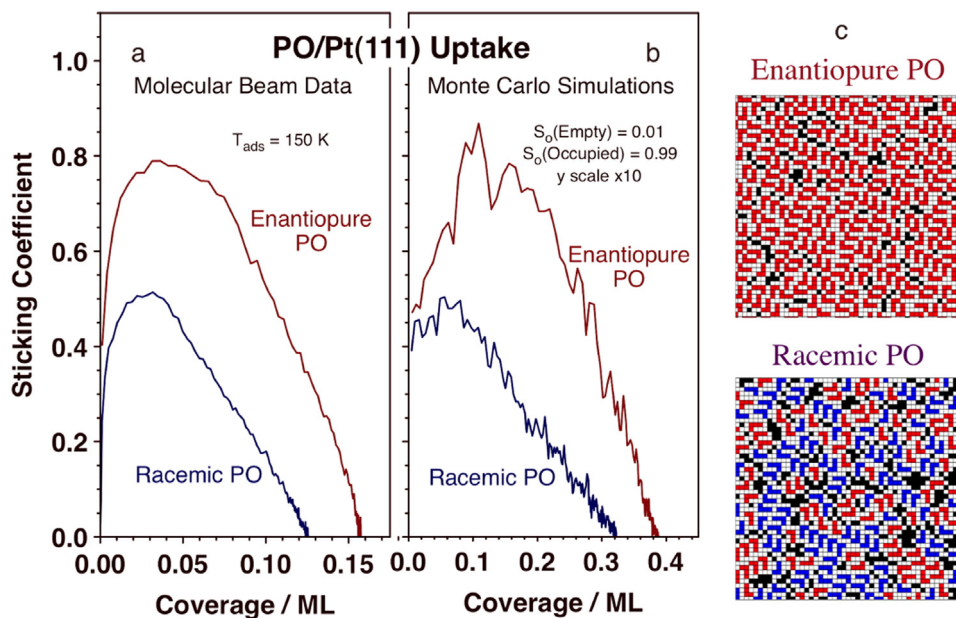 a
PO/Pt(111) Uptake
b
c
Molecular Beam Data
Monte Carlo Simulations
Enantiopure PO
T_ads = 150 K
S_o(Empty) = 0.01
S_o(Occupied) = 0.99
y scale x10
Enantiopure
PO
Enantiopure
PO
Racemic PO
Racemic PO
Racemic PO
Sticking Coefficient
1.0
0.8
0.6
0.4
0.2
0.0
0.00 0.05 0.10 0.15
0.0 0.1 0.2 0.3 0.4
Coverage / ML
Coverage / ML